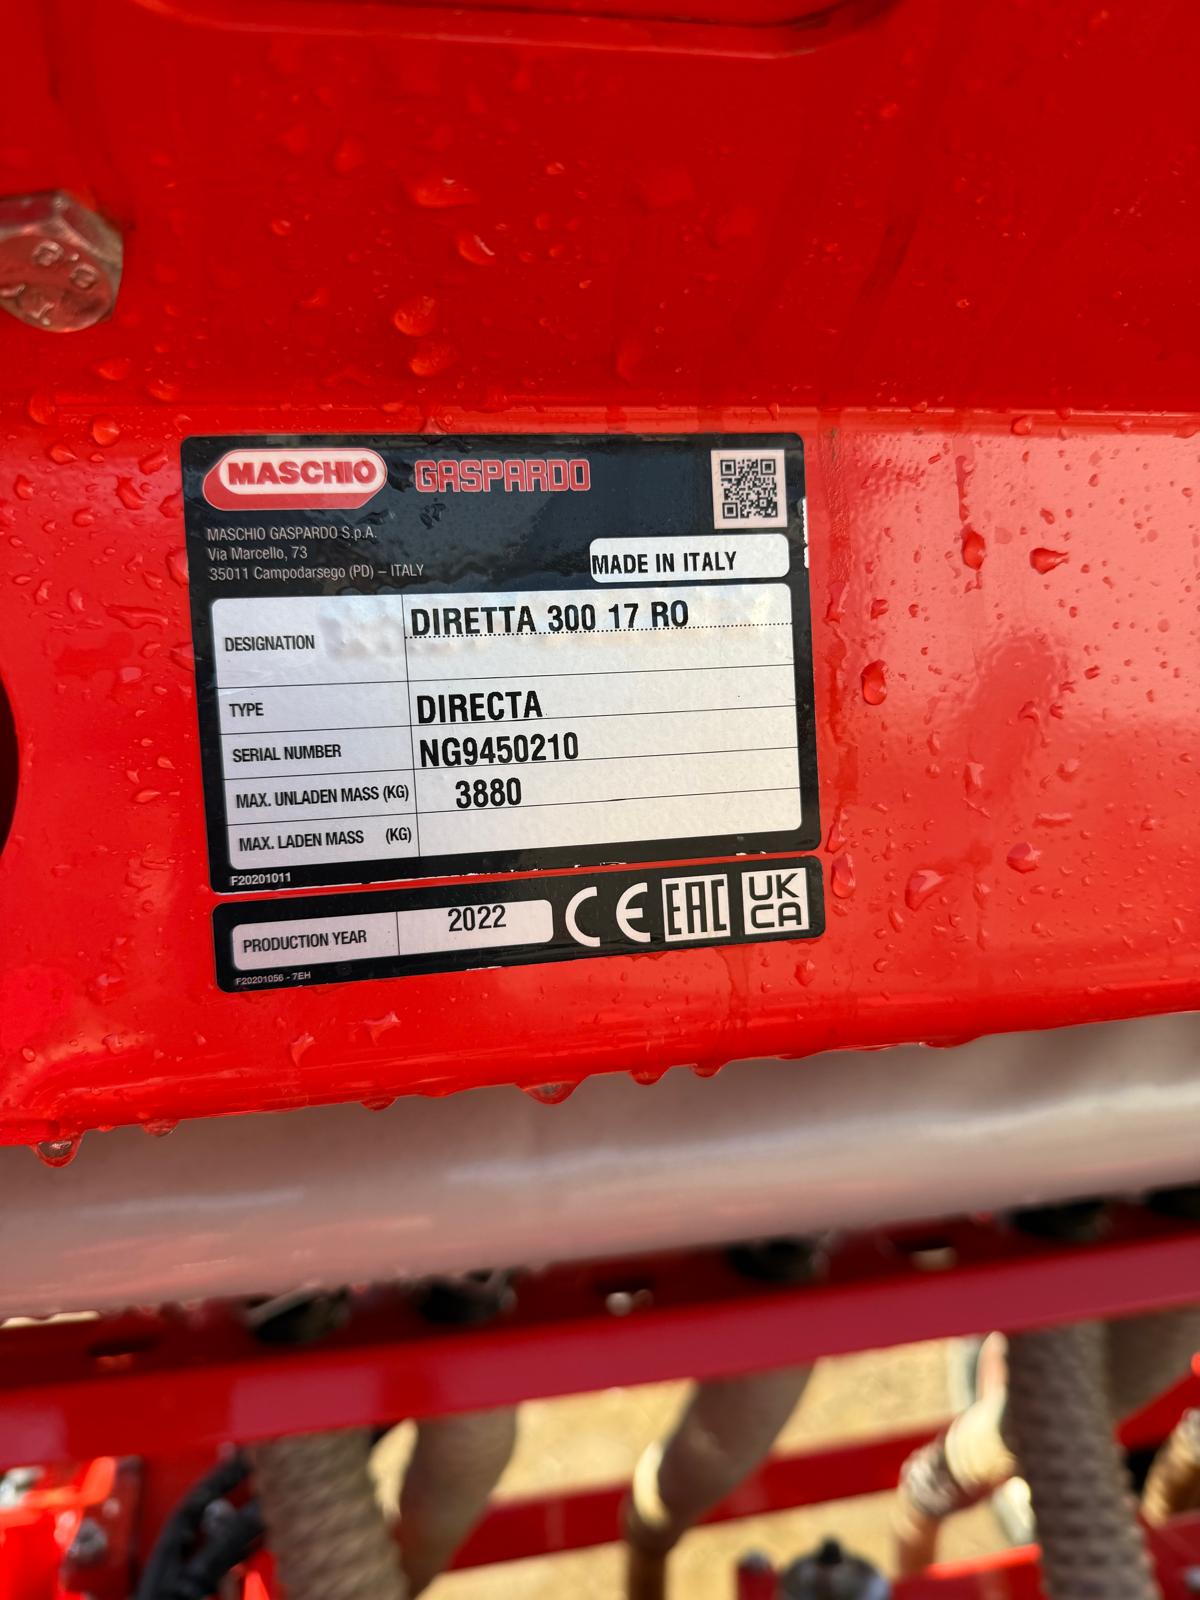 MASCHIO GASPARDO
MASCHIO GASPARDO S.p.A.
Via Marcello, 73
35011 Campodarsego (PD) – ITALY
MADE IN ITALY
DESIGNATION DIRETTA 300 17 RO
TYPE DIRECTA
SERIAL NUMBER NG9450210
MAX. UNLADEN MASS (KG) 3880
MAX. LADEN MASS (KG)
F20201011
PRODUCTION YEAR 2022 CE EAC UK CA
F20201056 - 7EH